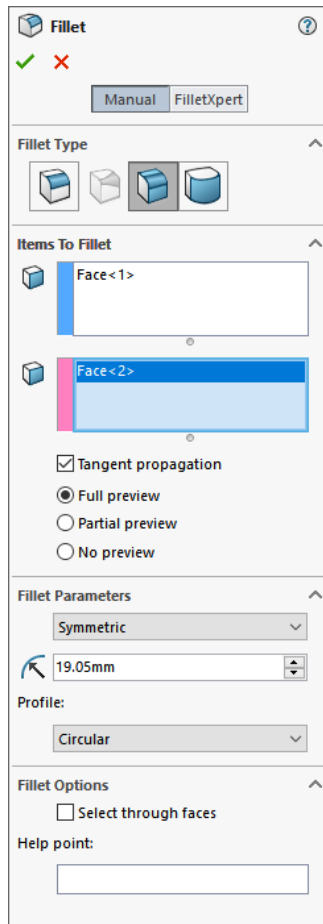 Fillet
Manual FilletXpert
Fillet Type
Items To Fillet
Face<1>
Face<2>
Tangent propagation
Full preview
Partial preview
No preview
Fillet Parameters
Symmetric
19.05mm
Profile:
Circular
Fillet Options
Select through faces
Help point: